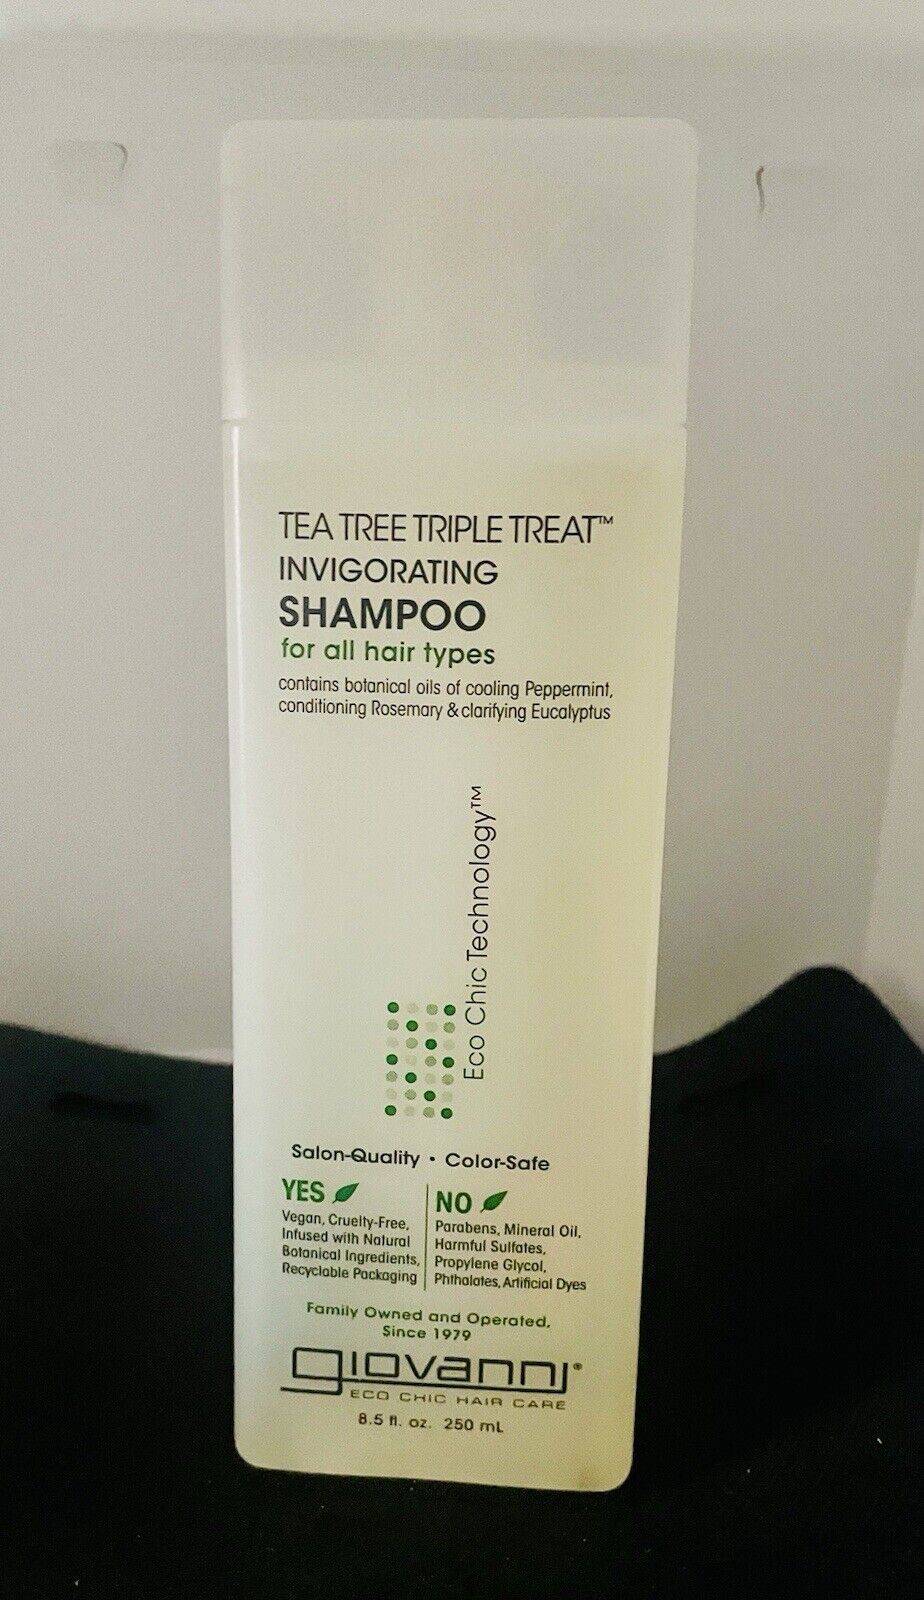 TEA TREE TRIPLE TREAT™
INVIGORATING
SHAMPOO
for all hair types
contains botanical oils of cooling Peppermint,
conditioning Rosemary & clarifying Eucalyptus
Eco Chic Technology™
Salon-Quality • Color-Safe
YES
Vegan, Cruelty-Free,
Infused with Natural
Botanical Ingredients,
Recyclable Packaging
NO
Parabens, Mineral Oil,
Harmful Sulfates,
Propylene Glycol,
Phthalates, Artificial Dyes
Family Owned and Operated,
Since 1979
giovanni®
ECO CHIC HAIR CARE
8.5 fl. oz. 250 mL